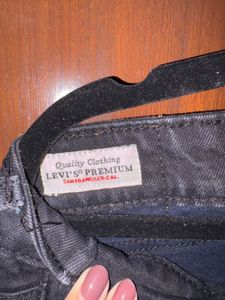 Quality Clothing
LEVI'S® PREMIUM
SAN FRANCISCO, CAL.